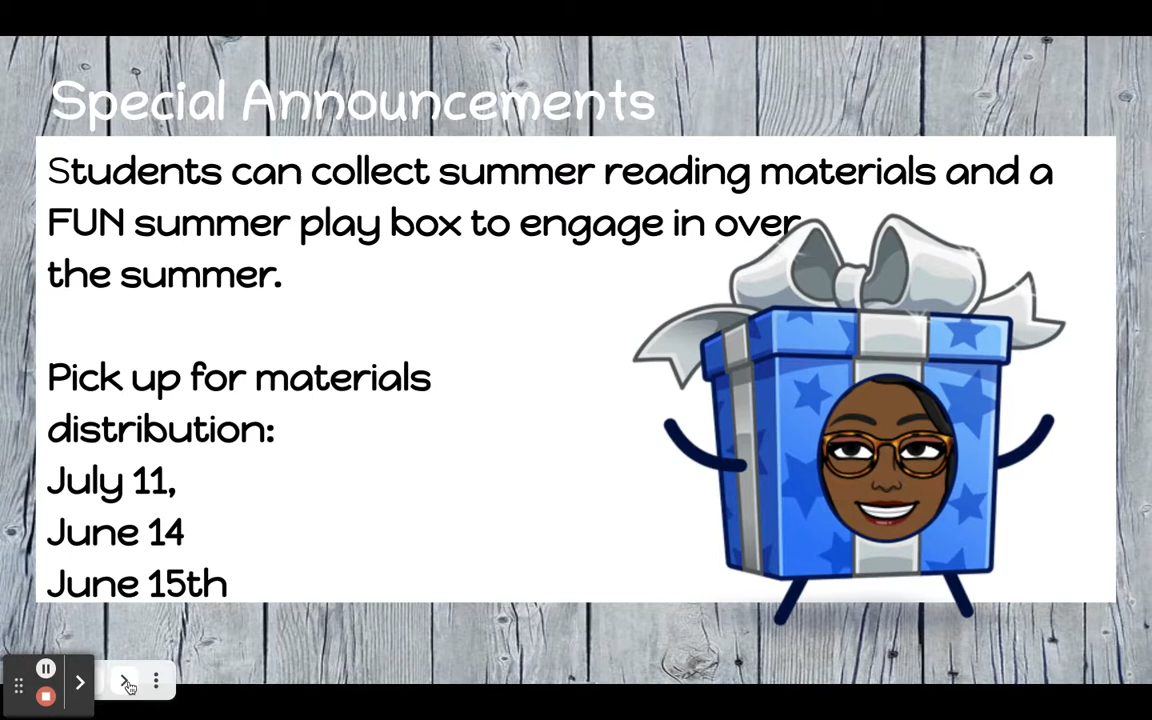 Special Announcements
Students can collect summer reading materials and a
FUN summer play box to engage in over
the summer.
Pick up for materials
distribution:
July 11,
June 14
June 15th